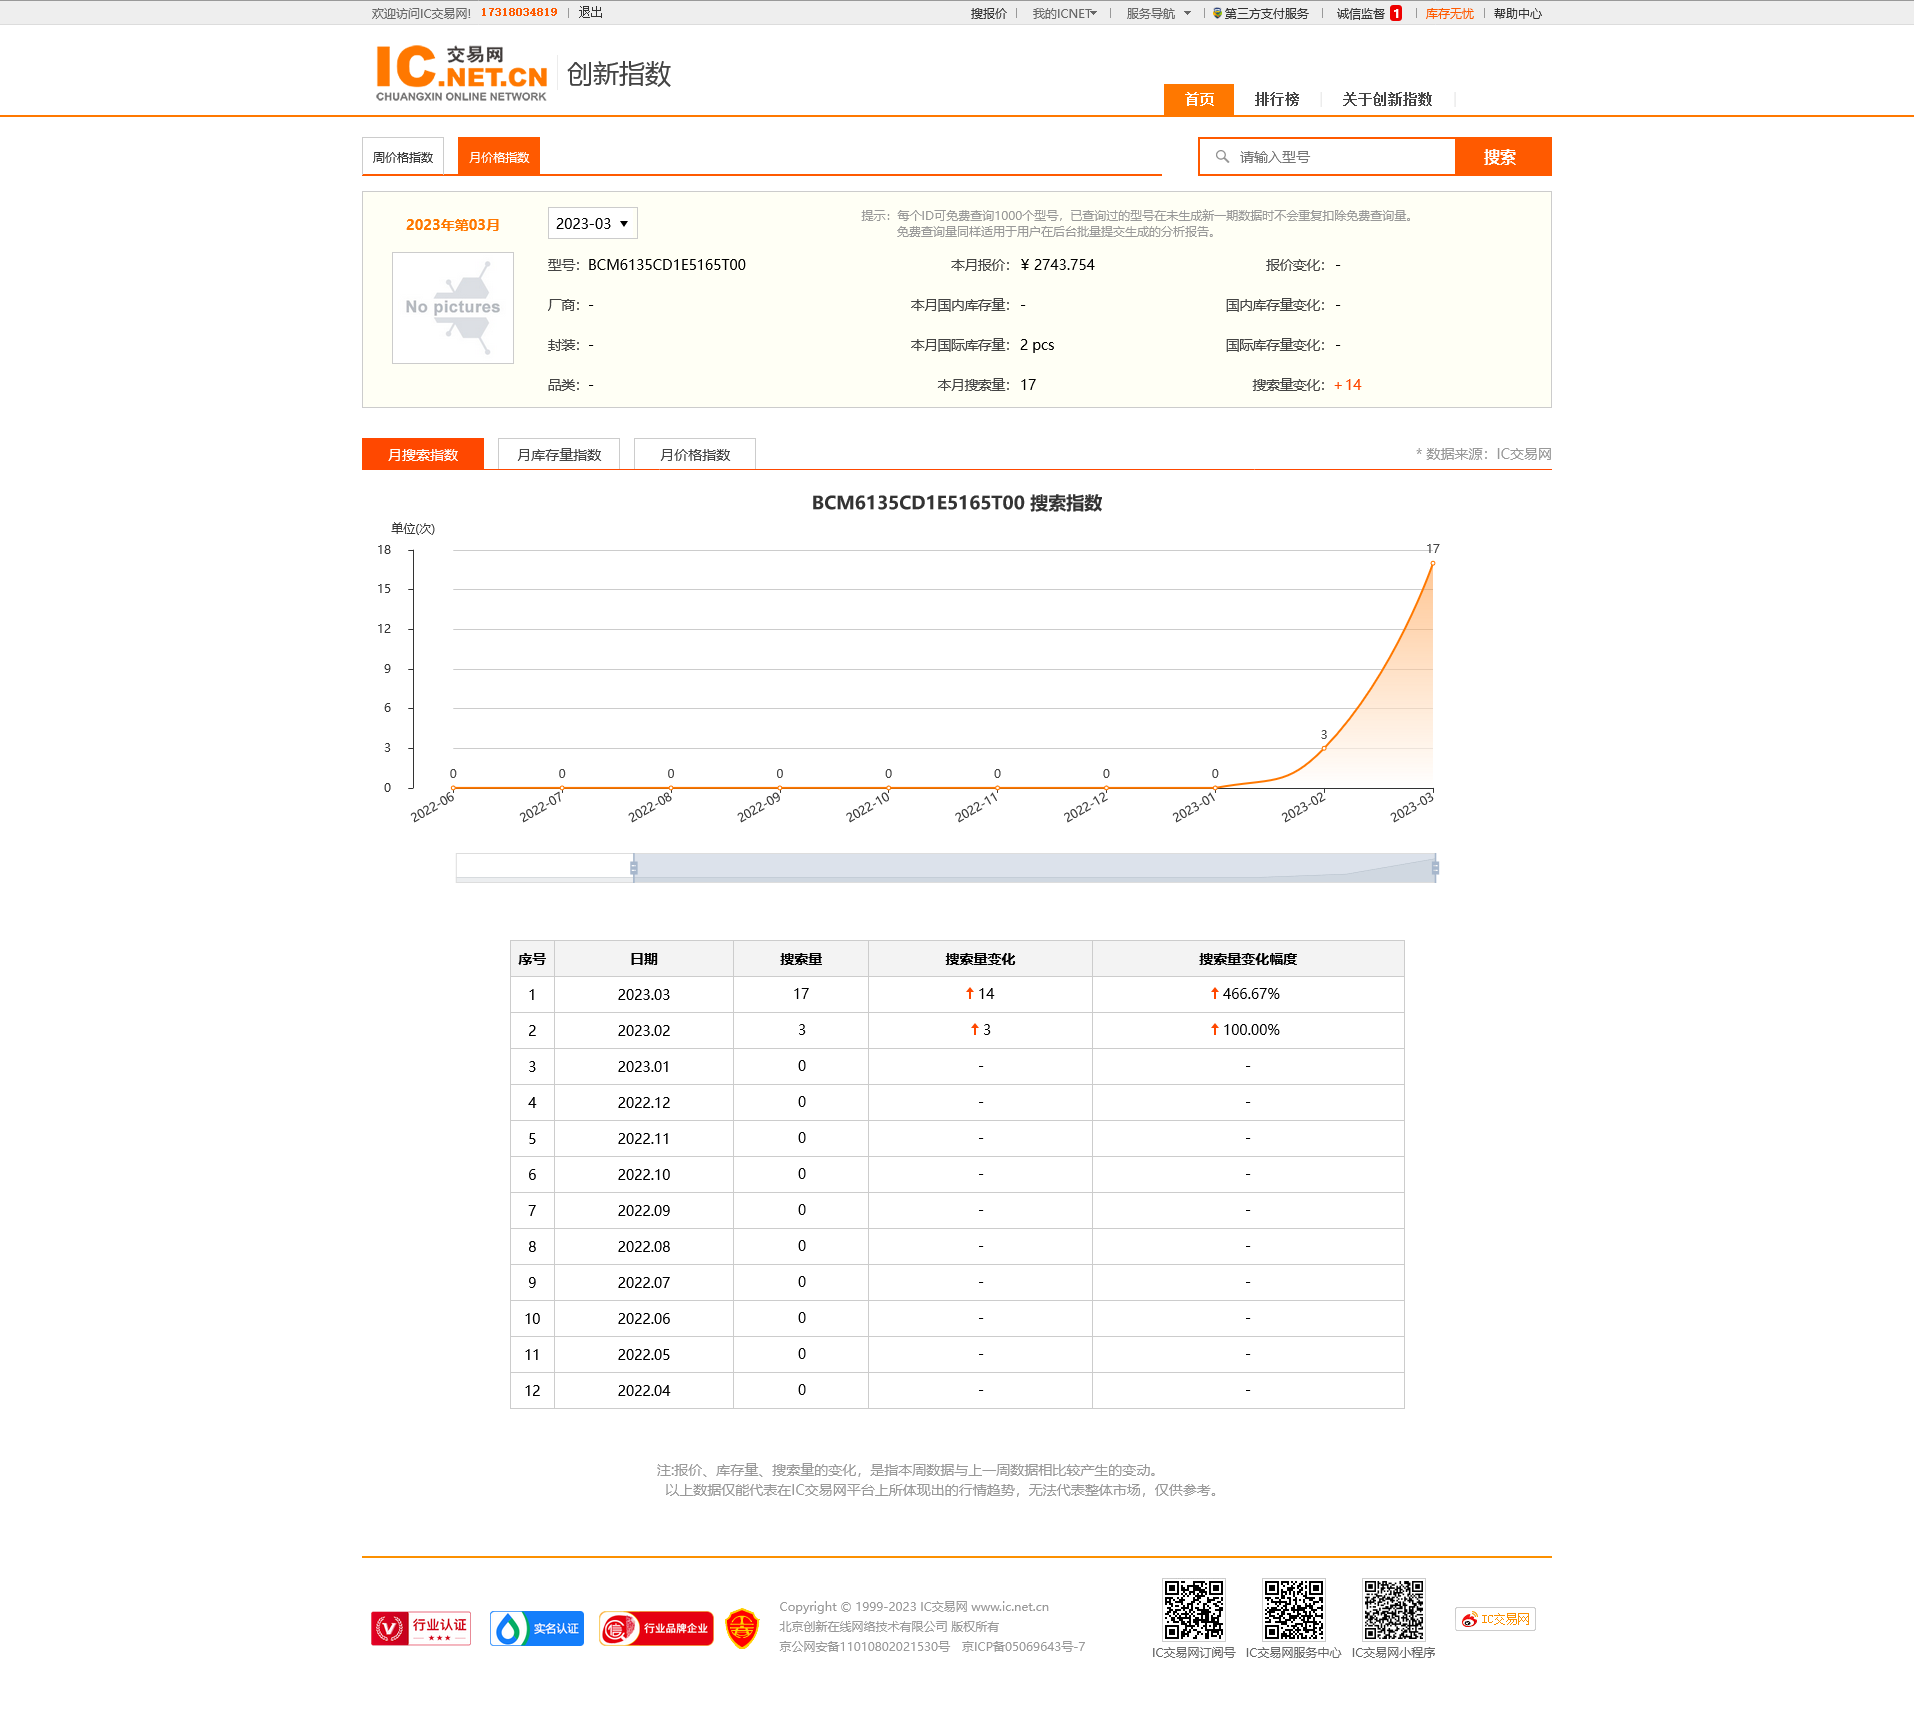 欢迎访问IC交易网! 17318034819 退出 搜报价 我的ICNET 服务导航 第三方支付服务 诚信监督 1 库存无忧 帮助中心
IC.NET.CN 交易网
CHUANGXIN ONLINE NETWORK
创新指数
首页 排行榜 关于创新指数
周价格指数 月价格指数 请输入型号 搜索
2023年第03月 2023-03
提示：每个ID可免费查询1000个型号，已查询过的型号在未生成新一期数据时不会重复扣除免费查询量。
免费查询量同样适用于用户在后台批量提交生成的分析报告。
No pictures
型号：BCM6135CD1E5165T00 本月报价：¥ 2743.754 报价变化：-
厂商：- 本月国内库存量：- 国内库存量变化：-
封装：- 本月国际库存量：2 pcs 国际库存量变化：-
品类：- 本月搜索量：17 搜索量变化：+ 14
月搜索指数 月库存量指数 月价格指数 * 数据来源：IC交易网
BCM6135CD1E5165T00 搜索指数
单位(次)
18
15
12
9
6
3
0
0 0 0 0 0 0 0 0 3 17
2022-06 2022-07 2022-08 2022-09 2022-10 2022-11 2022-12 2023-01 2023-02 2023-03
序号 日期 搜索量 搜索量变化 搜索量变化幅度
1 2023.03 17 ↑ 14 ↑ 466.67%
2 2023.02 3 ↑ 3 ↑ 100.00%
3 2023.01 0 - -
4 2022.12 0 - -
5 2022.11 0 - -
6 2022.10 0 - -
7 2022.09 0 - -
8 2022.08 0 - -
9 2022.07 0 - -
10 2022.06 0 - -
11 2022.05 0 - -
12 2022.04 0 - -
注:报价、库存量、搜索量的变化，是指本周数据与上一周数据相比较产生的变动。
以上数据仅能代表在IC交易网平台上所体现出的行情趋势，无法代表整体市场，仅供参考。
行业认证 实名认证 信 行业品牌企业
Copyright © 1999-2023 IC交易网 www.ic.net.cn
北京创新在线网络技术有限公司 版权所有
京公网安备11010802021530号 京ICP备05069643号-7
IC交易网订阅号 IC交易网服务中心 IC交易网小程序
IC交易网